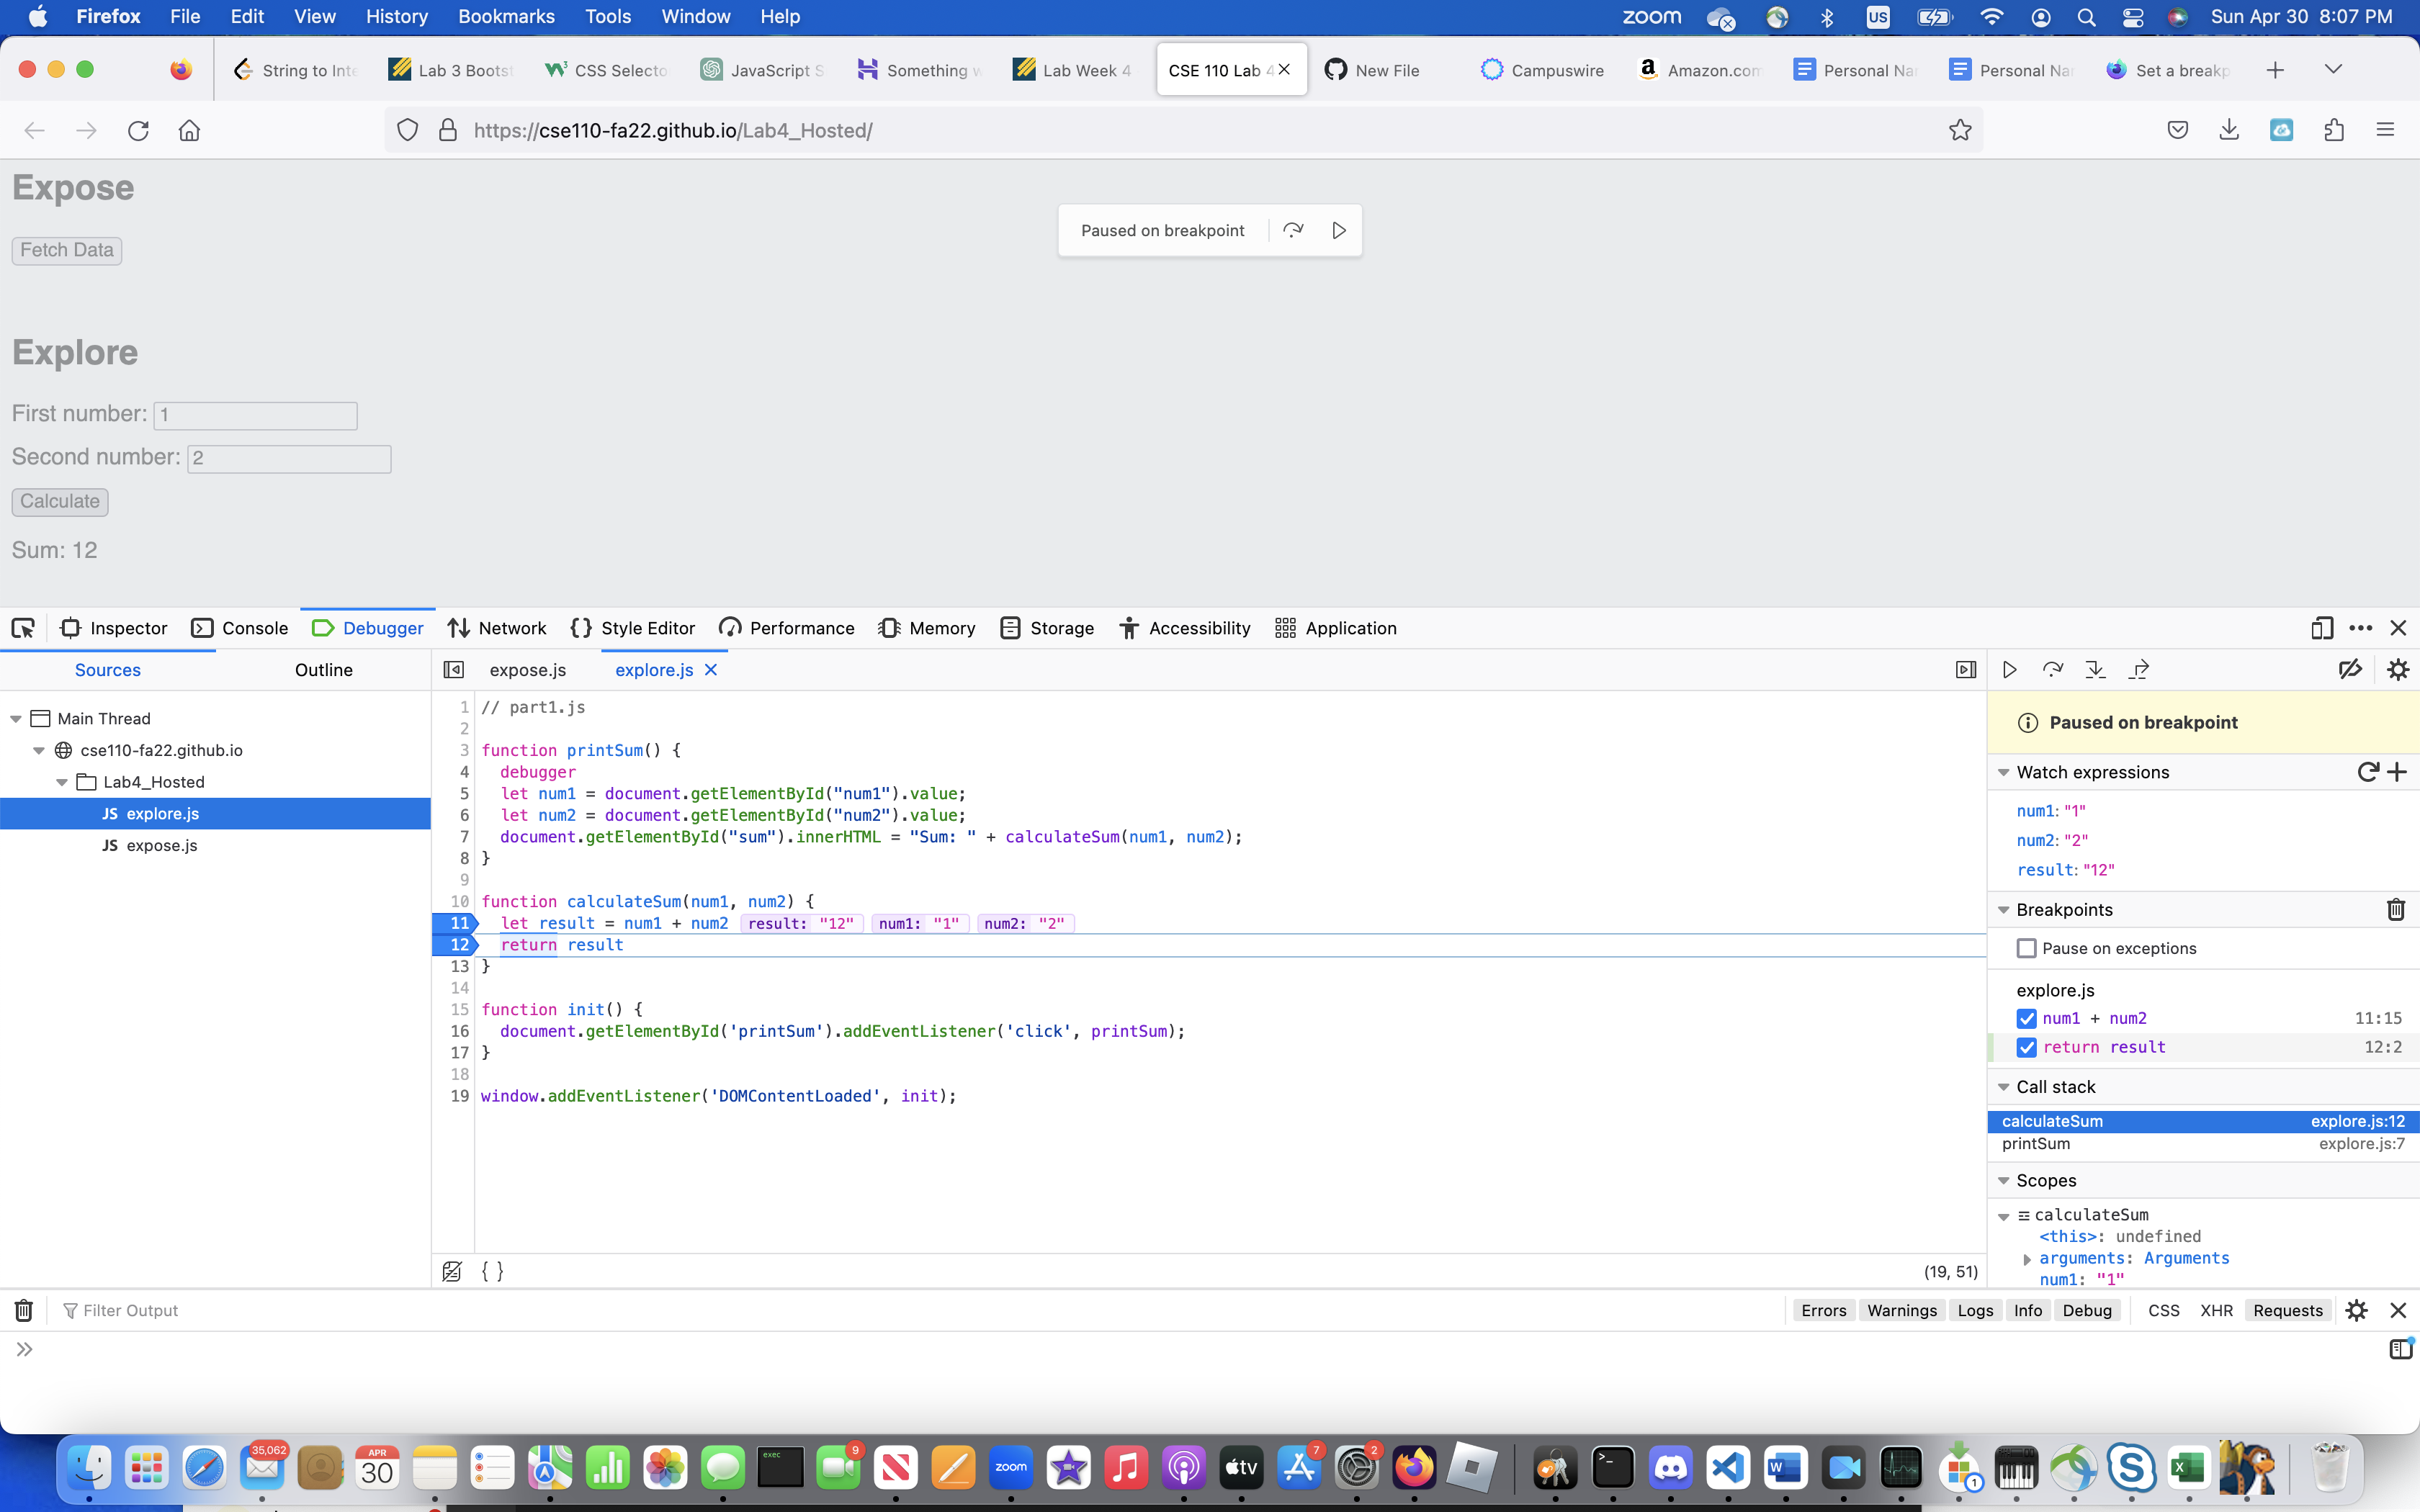 Firefox File Edit View History Bookmarks Tools Window Help zoom US Sun Apr 30 8:07 PM
String to Inte Lab 3 Bootst CSS Selecto JavaScript S Something w Lab Week 4 CSE 110 Lab 4 New File Campuswire Amazon.com Personal Na Personal Na Set a breakp
https://cse110-fa22.github.io/Lab4_Hosted/
Expose
Paused on breakpoint
Fetch Data
Explore
First number: 1
Second number: 2
Calculate
Sum: 12
Inspector Console Debugger Network Style Editor Performance Memory Storage Accessibility Application
Sources Outline expose.js explore.js
Main Thread
cse110-fa22.github.io
Lab4_Hosted
JS explore.js
JS expose.js
1 // part1.js
2
3 function printSum() {
4 debugger
5 let num1 = document.getElementById("num1").value;
6 let num2 = document.getElementById("num2").value;
7 document.getElementById("sum").innerHTML = "Sum: " + calculateSum(num1, num2);
8 }
9
10 function calculateSum(num1, num2) {
11 let result = num1 + num2 result: "12" num1: "1" num2: "2"
12 return result
13 }
14
15 function init() {
16 document.getElementById('printSum').addEventListener('click', printSum);
17 }
18
19 window.addEventListener('DOMContentLoaded', init);
{ } (19, 51)
Paused on breakpoint
Watch expressions
num1: "1"
num2: "2"
result: "12"
Breakpoints
Pause on exceptions
explore.js
num1 + num2 11:15
return result 12:2
Call stack
calculateSum explore.js:12
printSum explore.js:7
Scopes
calculateSum
<this>: undefined
arguments: Arguments
num1: "1"
Filter Output Errors Warnings Logs Info Debug CSS XHR Requests
35,062 APR 30 exec 9 zoom tv 7 2 W 1 S X